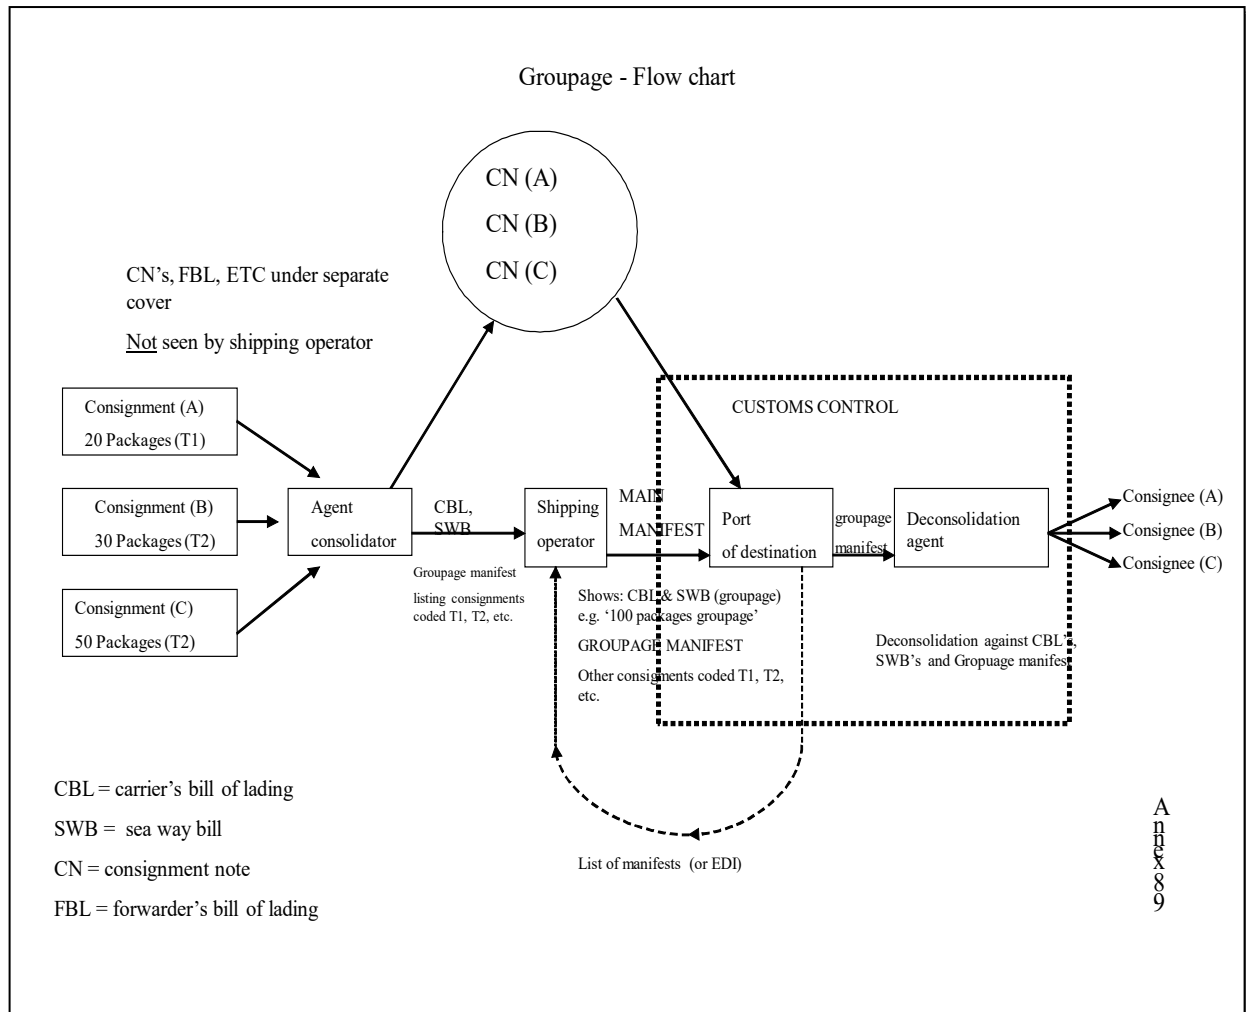 Groupage - Flow chart
CN (A)
CN (B)
CN (C)
CN's, FBL, ETC under separate
cover
Not seen by shipping operator
Consignment (A)
20 Packages (T1)
Consignment (B)
30 Packages (T2)
Consignment (C)
50 Packages (T2)
Agent
consolidator
CBL,
SWB
Groupage manifest
listing consignments
coded T1, T2, etc.
Shipping
operator
MAIN
MANIFEST
Shows: CBL & SWB (groupage)
e.g. ‘100 packages groupage’
GROUPAGE MANIFEST
Other consigments coded T1, T2,
etc.
CUSTOMS CONTROL
Port
of destination
groupage
manifest
Deconsolidation
agent
Deconsolidation against CBL's,
SWB's and Gropuage manifest
Consignee (A)
Consignee (B)
Consignee (C)
List of manifests (or EDI)
CBL = carrier's bill of lading
SWB = sea way bill
CN = consignment note
FBL = forwarder's bill of lading
Annex89